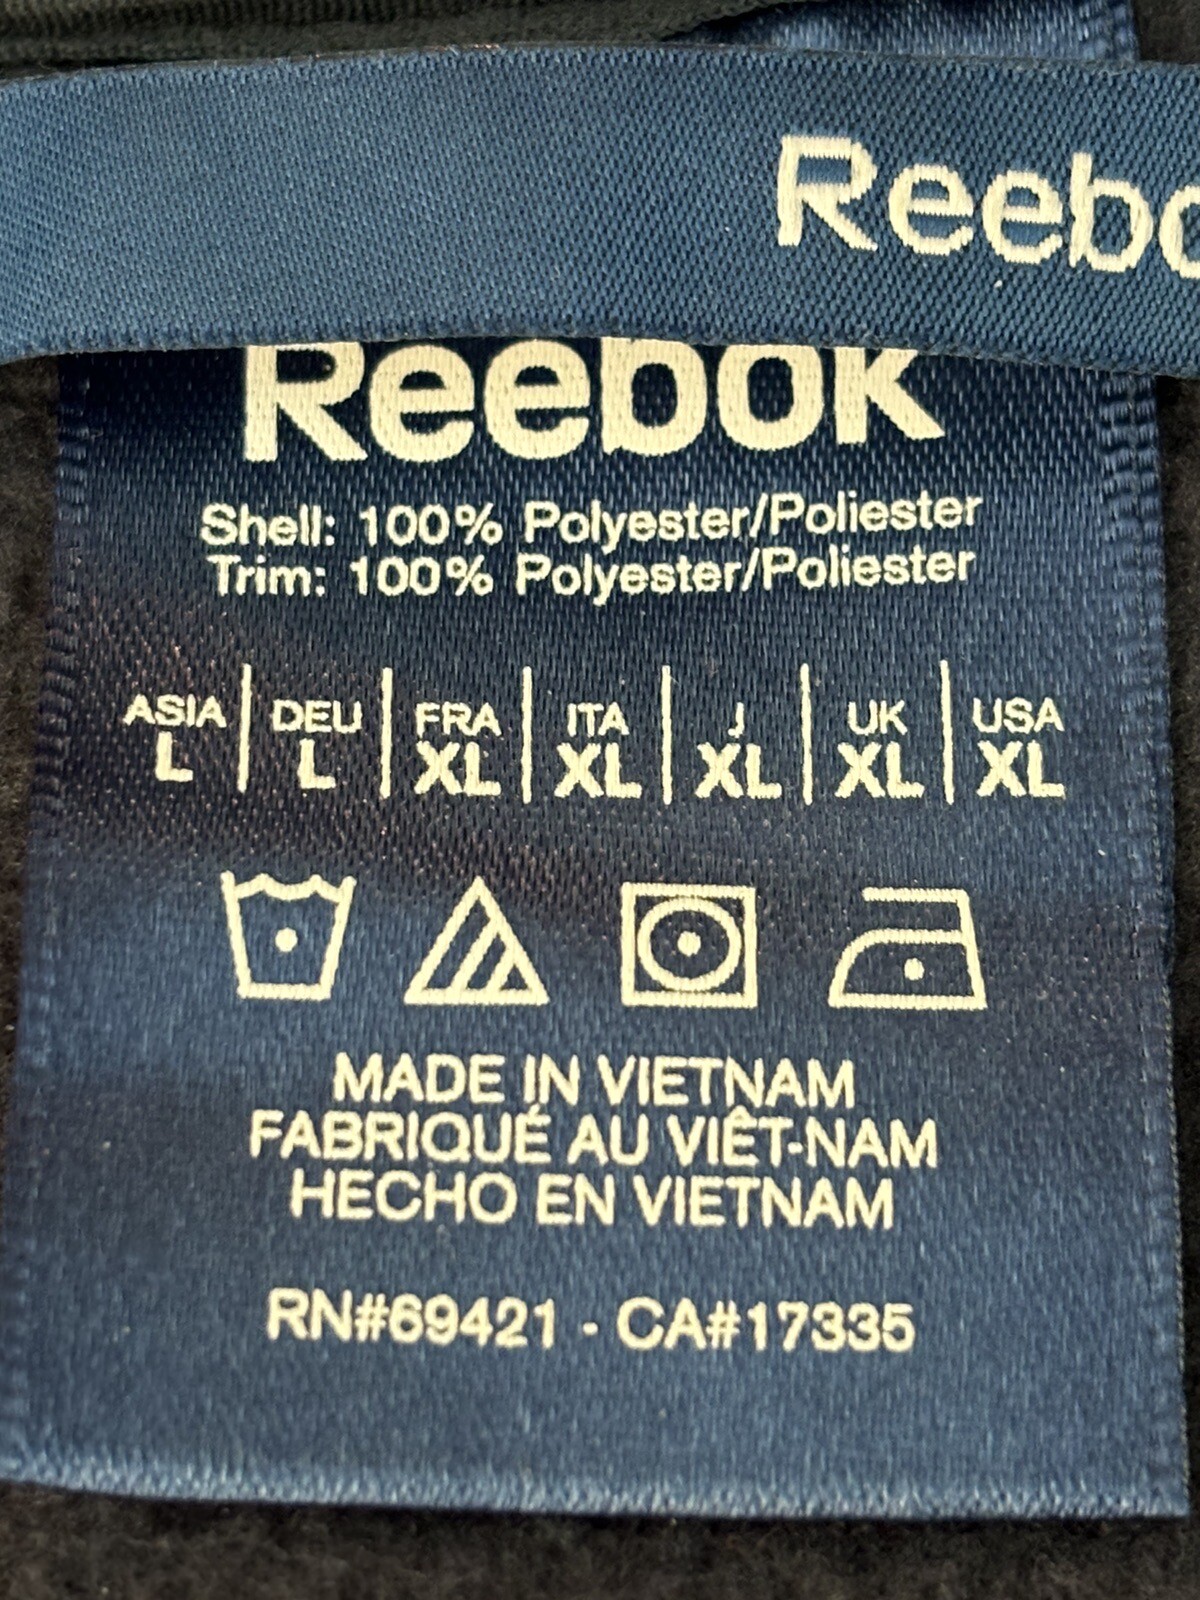 Reebo
Reebok
Shell: 100% Polyester/Poliester
Trim: 100% Polyester/Poliester
ASIA DEU FRA ITA J UK USA
L L XL XL XL XL XL
MADE IN VIETNAM
FABRIQUÉ AU VIÊT-NAM
HECHO EN VIETNAM
RN#69421 - CA#17335